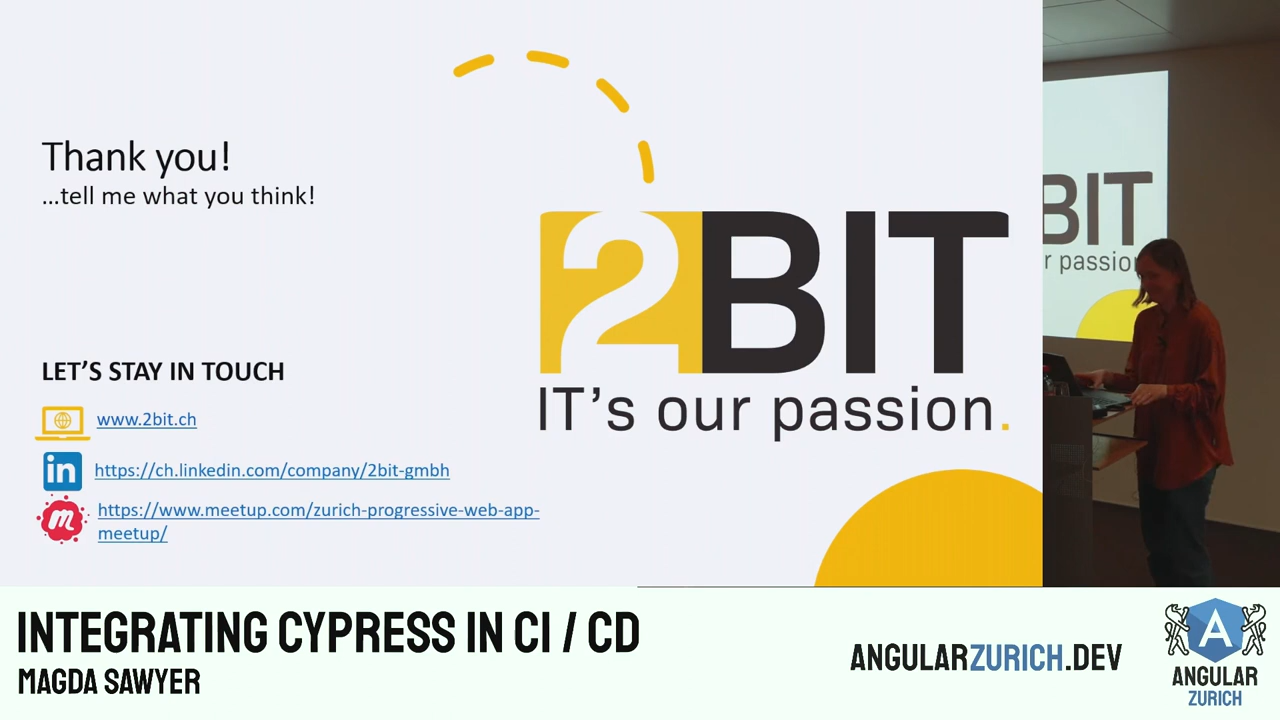 Thank you!
...tell me what you think!
2BIT
IT's our passion.
LET'S STAY IN TOUCH
www.2bit.ch
in https://ch.linkedin.com/company/2bit-gmbh
m https://www.meetup.com/zurich-progressive-web-app-
meetup/
BIT
r passion
INTEGRATING CYPRESS IN CI / CD
MAGDA SAWYER
ANGULARZURICH.DEV
A
ANGULAR
ZURICH